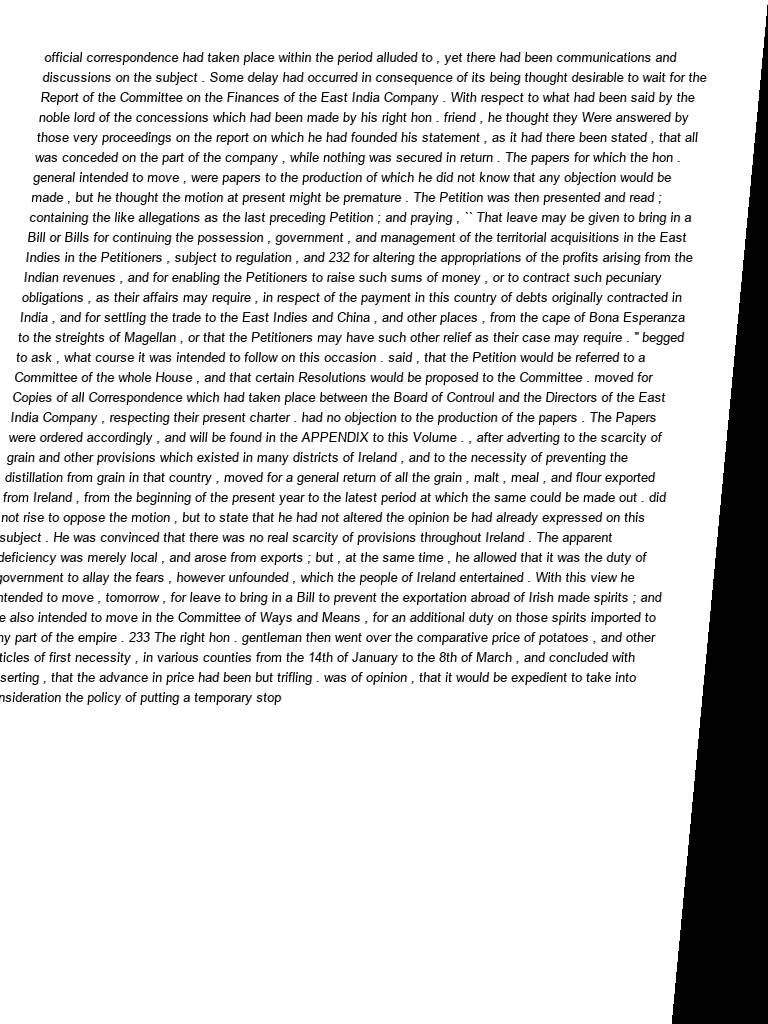 official correspondence had taken place within the period alluded to , yet there had been communications and
discussions on the subject . Some delay had occurred in consequence of its being thought desirable to wait for the
Report of the Committee on the Finances of the East India Company . With respect to what had been said by the
noble lord of the concessions which had been made by his right hon . friend , he thought they Were answered by
those very proceedings on the report on which he had founded his statement , as it had there been stated , that all
was conceded on the part of the company , while nothing was secured in return . The papers for which the hon .
general intended to move , were papers to the production of which he did not know that any objection would be
made , but he thought the motion at present might be premature . The Petition was then presented and read ;
containing the like allegations as the last preceding Petition ; and praying , `` That leave may be given to bring in a
Bill or Bills for continuing the possession , government , and management of the territorial acquisitions in the East
Indies in the Petitioners , subject to regulation , and 232 for altering the appropriations of the profits arising from the
Indian revenues , and for enabling the Petitioners to raise such sums of money , or to contract such pecuniary
obligations , as their affairs may require , in respect of the payment in this country of debts originally contracted in
India , and for settling the trade to the East Indies and China , and other places , from the cape of Bona Esperanza
to the streights of Magellan , or that the Petitioners may have such other relief as their case may require . " begged
to ask , what course it was intended to follow on this occasion . said , that the Petition would be referred to a
Committee of the whole House , and that certain Resolutions would be proposed to the Committee . moved for
Copies of all Correspondence which had taken place between the Board of Controul and the Directors of the East
India Company , respecting their present charter . had no objection to the production of the papers . The Papers
were ordered accordingly , and will be found in the APPENDIX to this Volume . , after adverting to the scarcity of
grain and other provisions which existed in many districts of Ireland , and to the necessity of preventing the
distillation from grain in that country , moved for a general return of all the grain , malt , meal , and flour exported
from Ireland , from the beginning of the present year to the latest period at which the same could be made out . did
not rise to oppose the motion , but to state that he had not altered the opinion be had already expressed on this
subject . He was convinced that there was no real scarcity of provisions throughout Ireland . The apparent
deficiency was merely local , and arose from exports ; but , at the same time , he allowed that it was the duty of
government to allay the fears , however unfounded , which the people of Ireland entertained . With this view he
ntended to move , tomorrow , for leave to bring in a Bill to prevent the exportation abroad of Irish made spirits ; and
e also intended to move in the Committee of Ways and Means , for an additional duty on those spirits imported to
ny part of the empire . 233 The right hon . gentleman then went over the comparative price of potatoes , and other
ticles of first necessity , in various counties from the 14th of January to the 8th of March , and concluded with
serting , that the advance in price had been but trifling . was of opinion , that it would be expedient to take into
nsideration the policy of putting a temporary stop